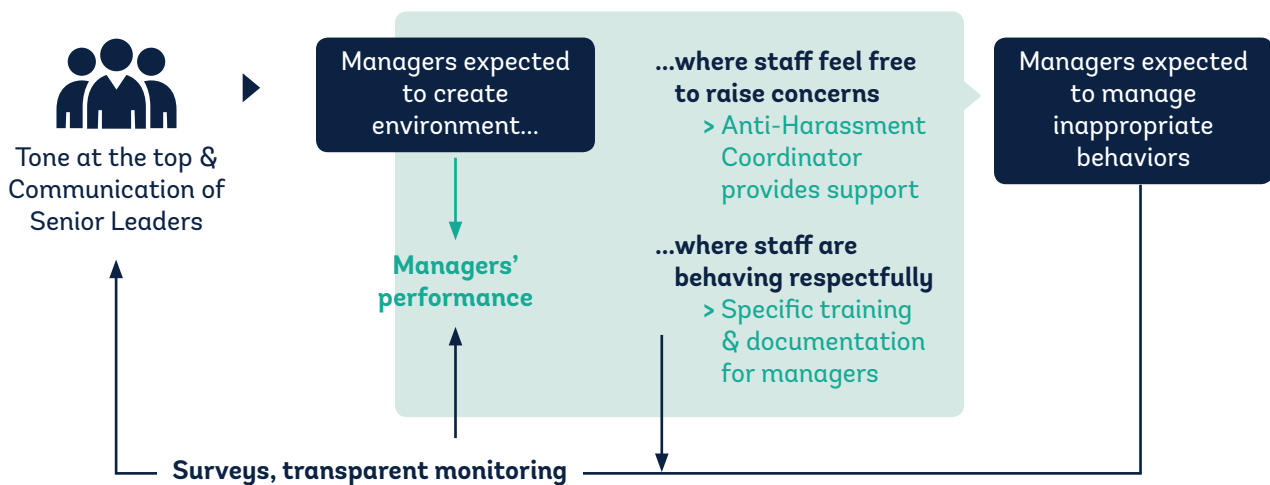 Tone at the top &
Communication of
Senior Leaders
Managers expected
to create
environment...
Managers’
performance
...where staff feel free
to raise concerns
> Anti-Harassment
Coordinator
provides support
...where staff are
behaving respectfully
> Specific training
& documentation
for managers
Managers expected
to manage
inappropriate
behaviors
Surveys, transparent monitoring